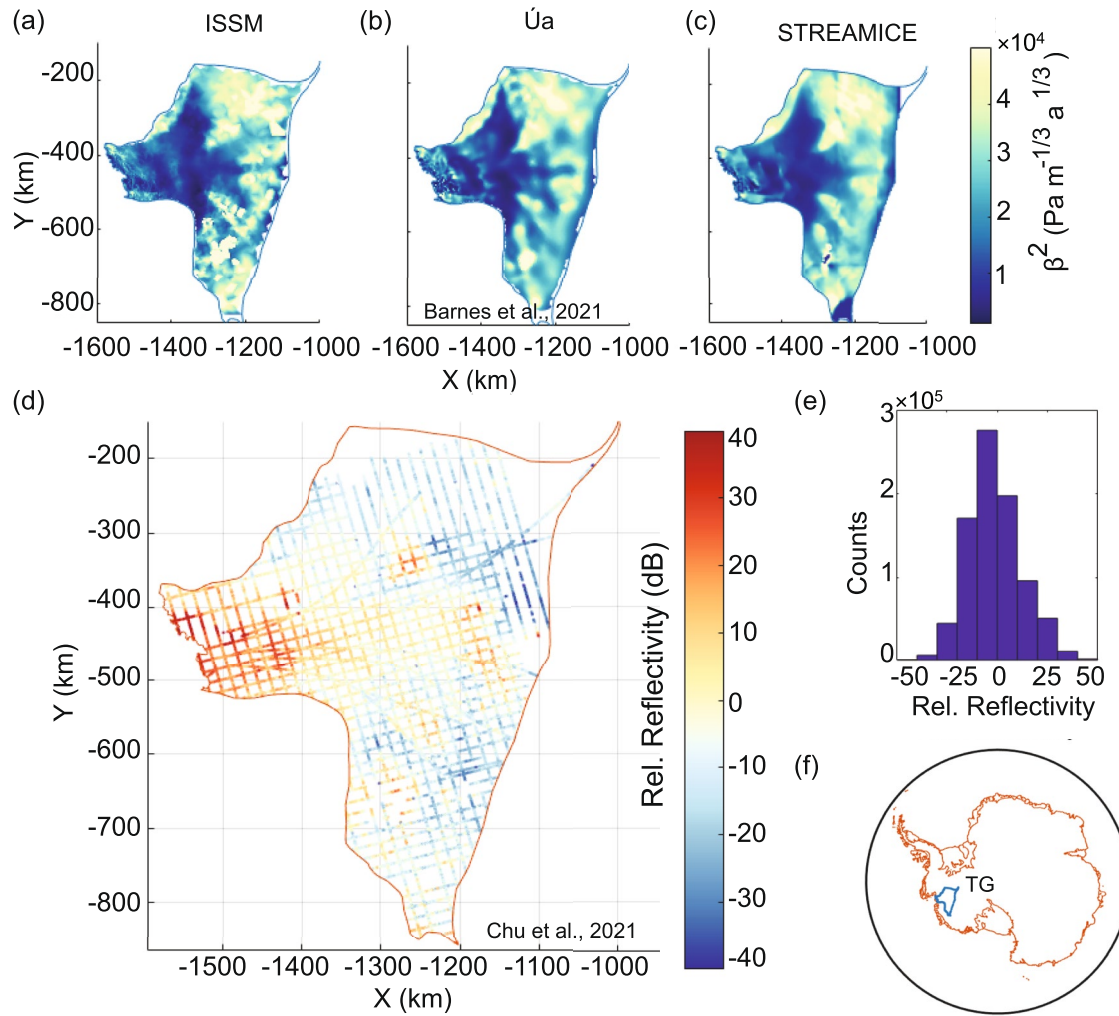 (a) ISSM (b) Úa (c) STREAMICE
×10⁴
-200
-400
-600
-800
Y (km)
4
3
2
1
β² (Pa m⁻¹/³ a ¹/³)
Barnes et al., 2021
-1600 -1400 -1200 -1000 -1600 -1400 -1200 -1000 -1600 -1400 -1200 -1000
X (km)
(d)
-200
-300
-400
-500
-600
-700
-800
Y (km)
Chu et al., 2021
-1500 -1400 -1300 -1200 -1100 -1000
X (km)
40
30
20
10
0
-10
-20
-30
-40
Rel. Reflectivity (dB)
(e)
3 ×10⁵
2
1
0
Counts
-50 -25 0 25 50
Rel. Reflectivity
(f)
TG